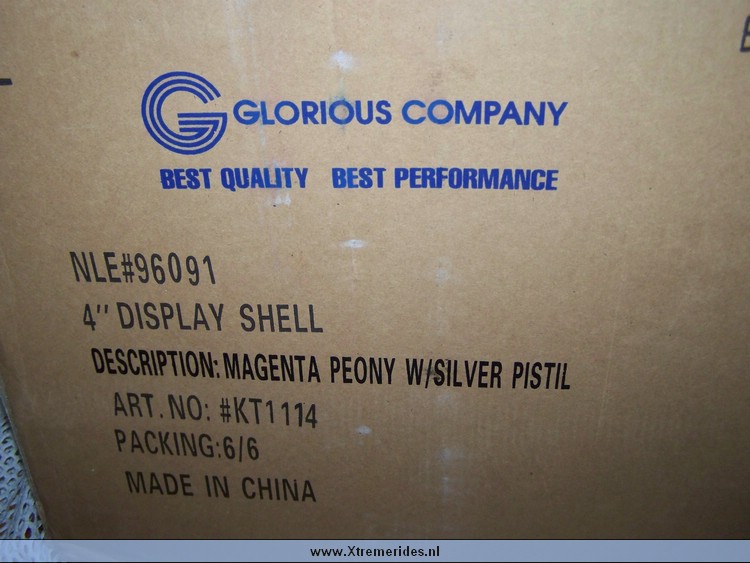 GLORIOUS COMPANY
BEST QUALITY BEST PERFORMANCE
NLE#96091
4" DISPLAY SHELL
DESCRIPTION: MAGENTA PEONY W/SILVER PISTIL
ART.NO: #KT1114
PACKING:6/6
MADE IN CHINA
www.Xtremerides.nl